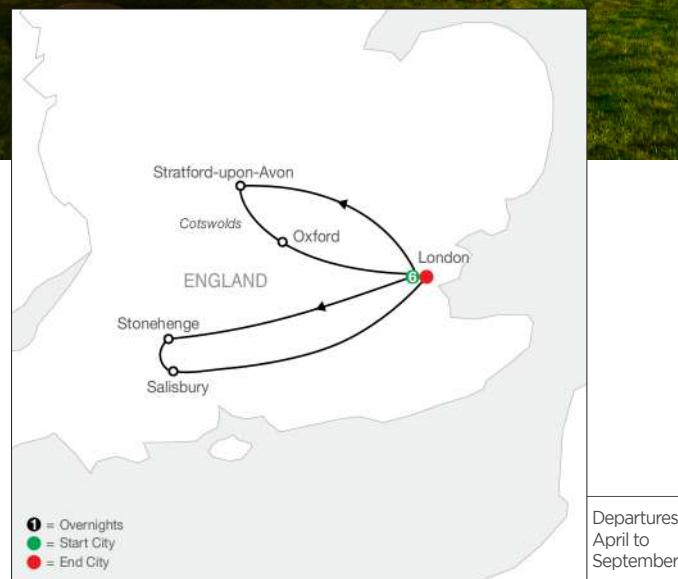 Stratford-upon-Avon
Cotswolds
Oxford
London
6
ENGLAND
Stonehenge
Salisbury
1 = Overnights
= Start City
= End City
Departures
April to
September